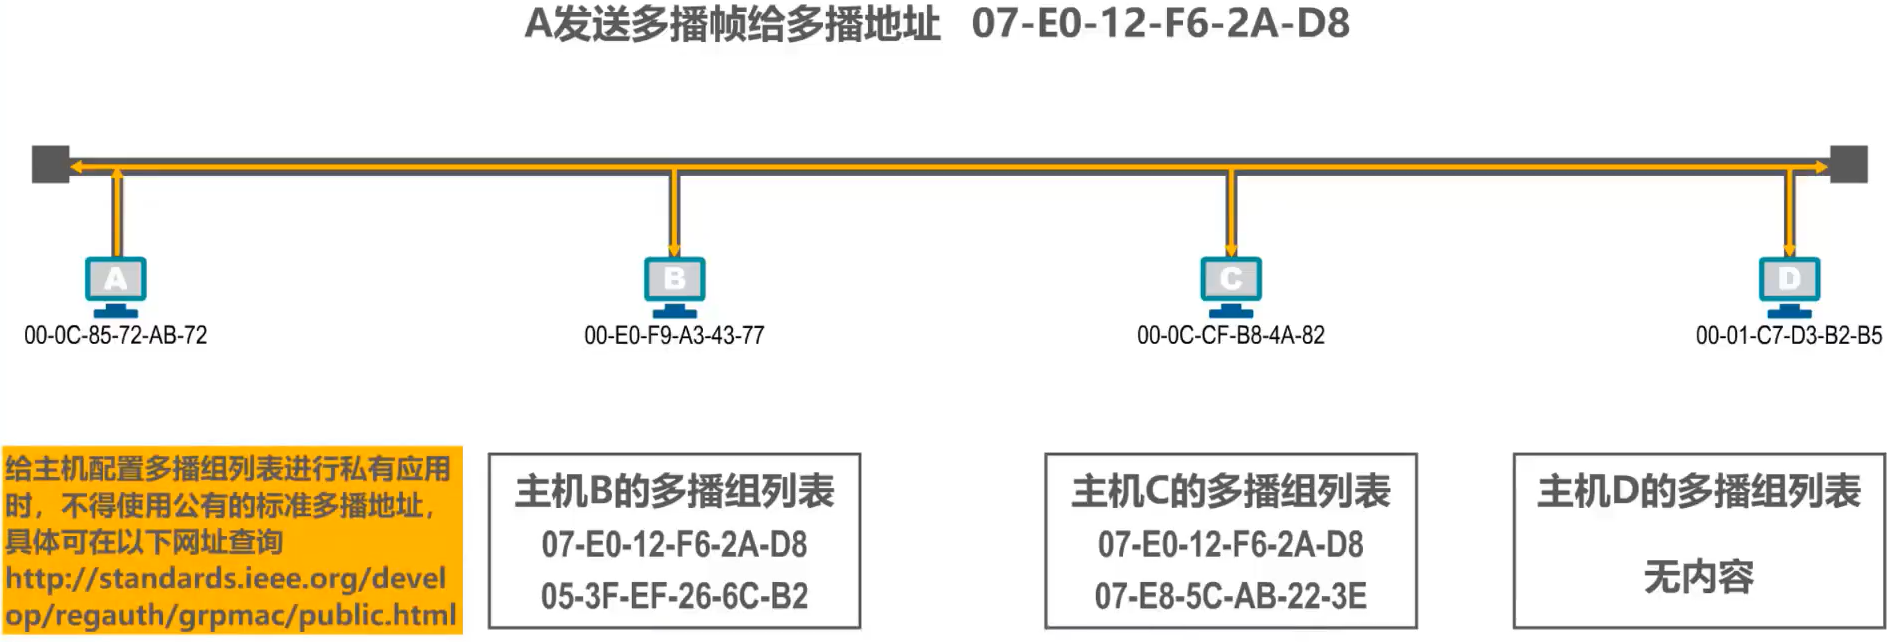 A发送多播帧给多播地址 07-E0-12-F6-2A-D8
A
B
C
D
00-0C-85-72-AB-72
00-E0-F9-A3-43-77
00-0C-CF-B8-4A-82
00-01-C7-D3-B2-B5
给主机配置多播组列表进行私有应用
时，不得使用公有的标准多播地址，
具体可在以下网址查询
http://standards.ieee.org/devel
op/regauth/grpmac/public.html
主机B的多播组列表
07-E0-12-F6-2A-D8
05-3F-EF-26-6C-B2
主机C的多播组列表
07-E0-12-F6-2A-D8
07-E8-5C-AB-22-3E
主机D的多播组列表
无内容